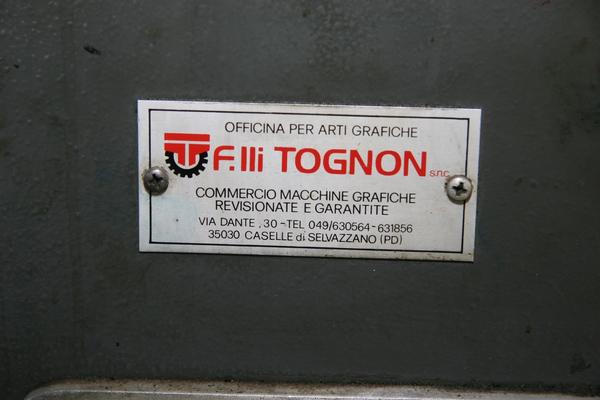 OFFICINA PER ARTI GRAFICHE
F.lli TOGNON s.n.c.
COMMERCIO MACCHINE GRAFICHE
REVISIONATE E GARANTITE
VIA DANTE, 30 - TEL 049/630564 - 631856
35030 CASELLE di SELVAZZANO (PD)